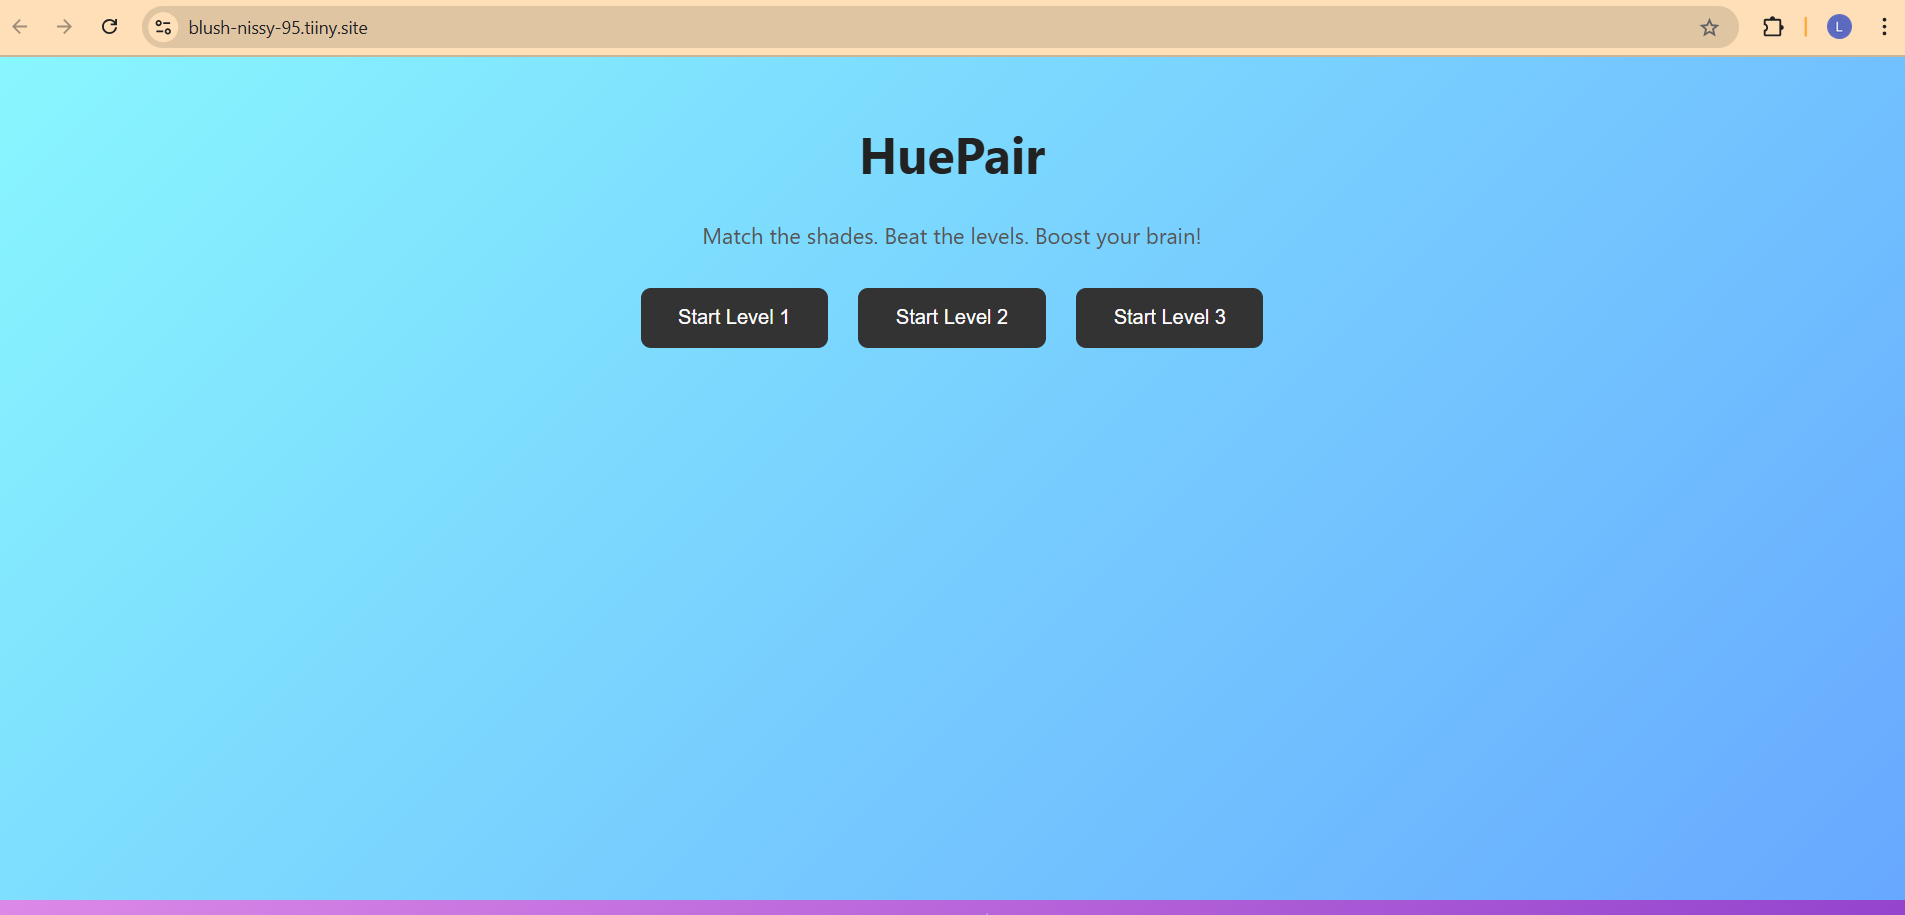 blush-nissy-95.tiiny.site
L
HuePair
Match the shades. Beat the levels. Boost your brain!
Start Level 1
Start Level 2
Start Level 3